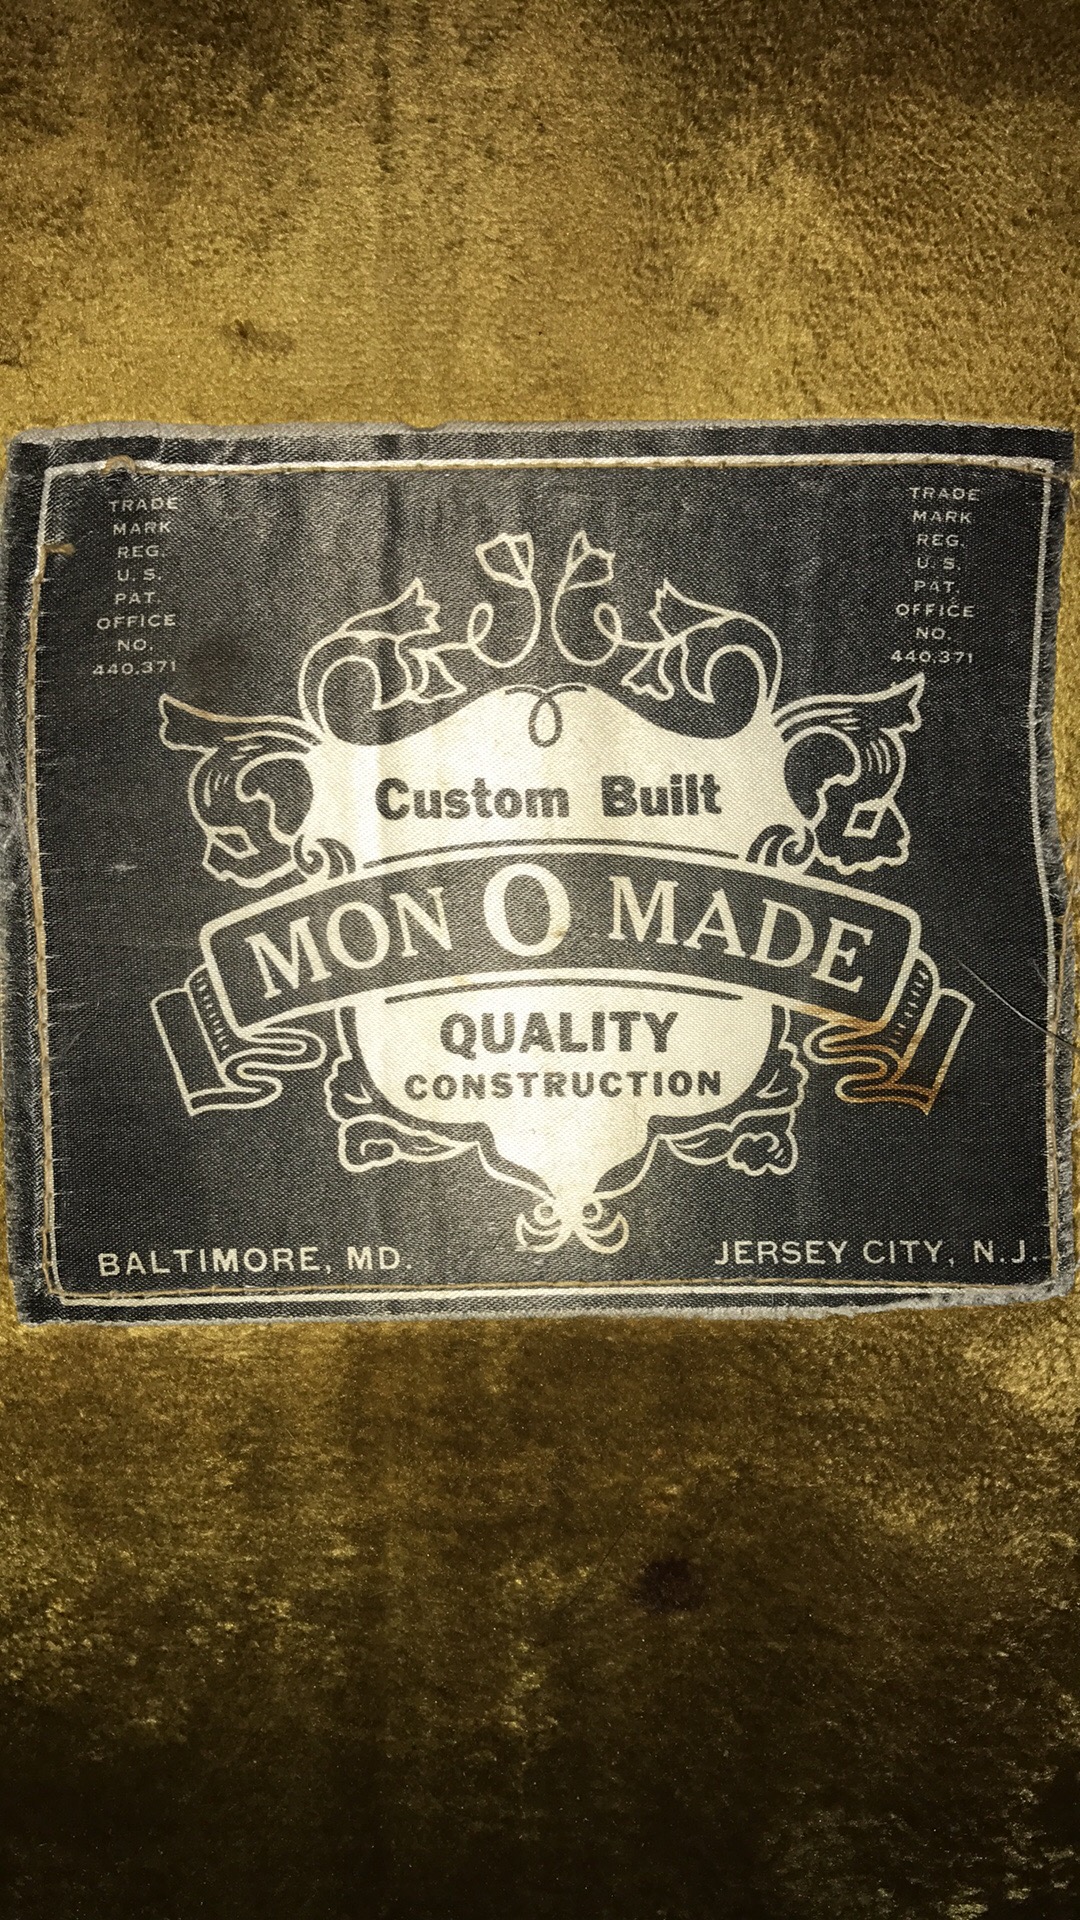 TRADE
MARK
REG.
U. S.
PAT.
OFFICE
NO.
440.371
TRADE
MARK
REG.
U. S.
PAT.
OFFICE
NO.
440.371
Custom Built
MON O MADE
QUALITY
CONSTRUCTION
BALTIMORE, MD.
JERSEY CITY, N.J.